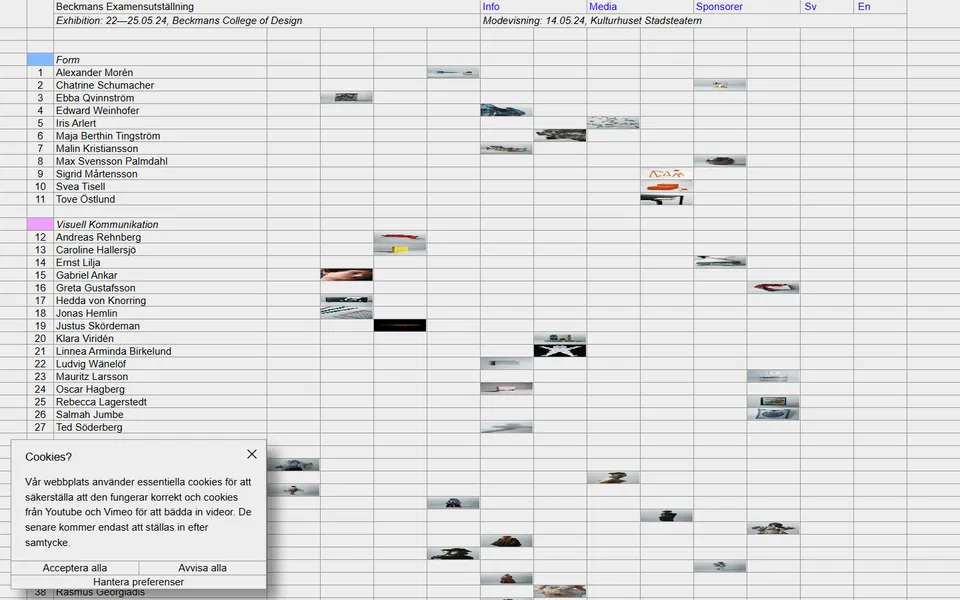 Beckmans Examensutställning Info Media Sponsorer Sv En
Exhibition: 22—25.05.24, Beckmans College of Design Modevisning: 14.05.24, Kulturhuset Stadsteatern
Form
1 Alexander Morén
2 Chatrine Schumacher
3 Ebba Qvinnström
4 Edward Weinhofer
5 Iris Arlert
6 Maja Berthin Tingström
7 Malin Kristiansson
8 Max Svensson Palmdahl
9 Sigrid Mårtensson
10 Svea Tisell
11 Tove Östlund
Visuell Kommunikation
12 Andreas Rehnberg
13 Caroline Hallersjö
14 Ernst Lilja
15 Gabriel Ankar
16 Greta Gustafsson
17 Hedda von Knorring
18 Jonas Hemlin
19 Justus Skördeman
20 Klara Viridén
21 Linnea Arminda Birkelund
22 Ludvig Wänelöf
23 Mauritz Larsson
24 Oscar Hagberg
25 Rebecca Lagerstedt
26 Salmah Jumbe
27 Ted Söderberg
Cookies?
Vår webbplats använder essentiella cookies för att
säkerställa att den fungerar korrekt och cookies
från Youtube och Vimeo för att bädda in videor. De
senare kommer endast att ställas in efter
samtycke.
Acceptera alla Avvisa alla
Hantera preferenser
38 Rasmus Georgiadis